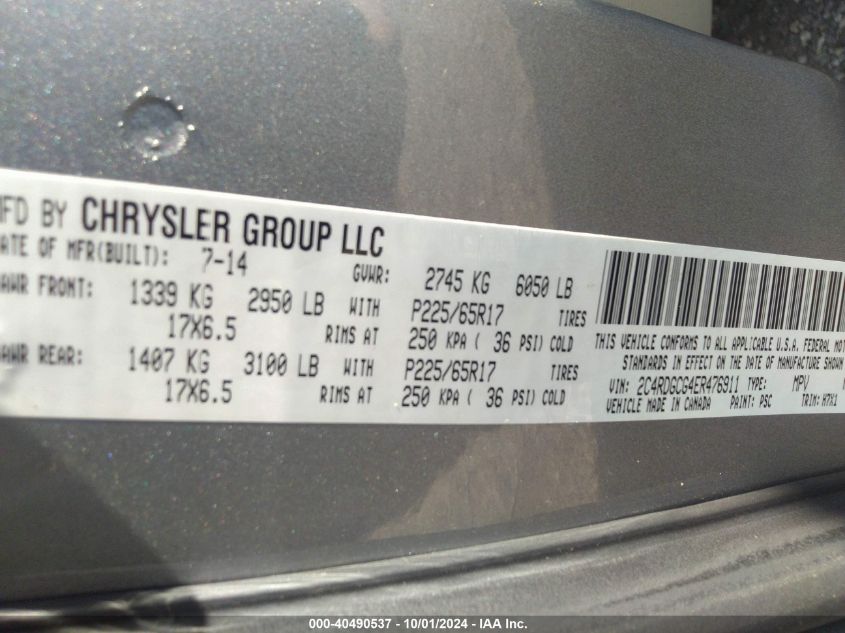 MFD BY CHRYSLER GROUP LLC
DATE OF MFR(BUILT): 7-14 GVWR: 2745 KG 6050 LB
GAWR FRONT: 1339 KG 2950 LB WITH P225/65R17 TIRES
17X6.5 RIMS AT 250 KPA ( 36 PSI) COLD
GAWR REAR: 1407 KG 3100 LB WITH P225/65R17 TIRES
17X6.5 RIMS AT 250 KPA ( 36 PSI) COLD
THIS VEHICLE CONFORMS TO ALL APPLICABLE U.S.A. FEDERAL MOT
STANDARDS IN EFFECT ON THE DATE OF MANUFACTURE SHOWN
VIN: 2C4RDGCG4ER476911 TYPE: MPV
VEHICLE MADE IN CANADA PAINT: PSC TRIM: H7X1
000-40490537 - 10/01/2024 - IAA Inc.